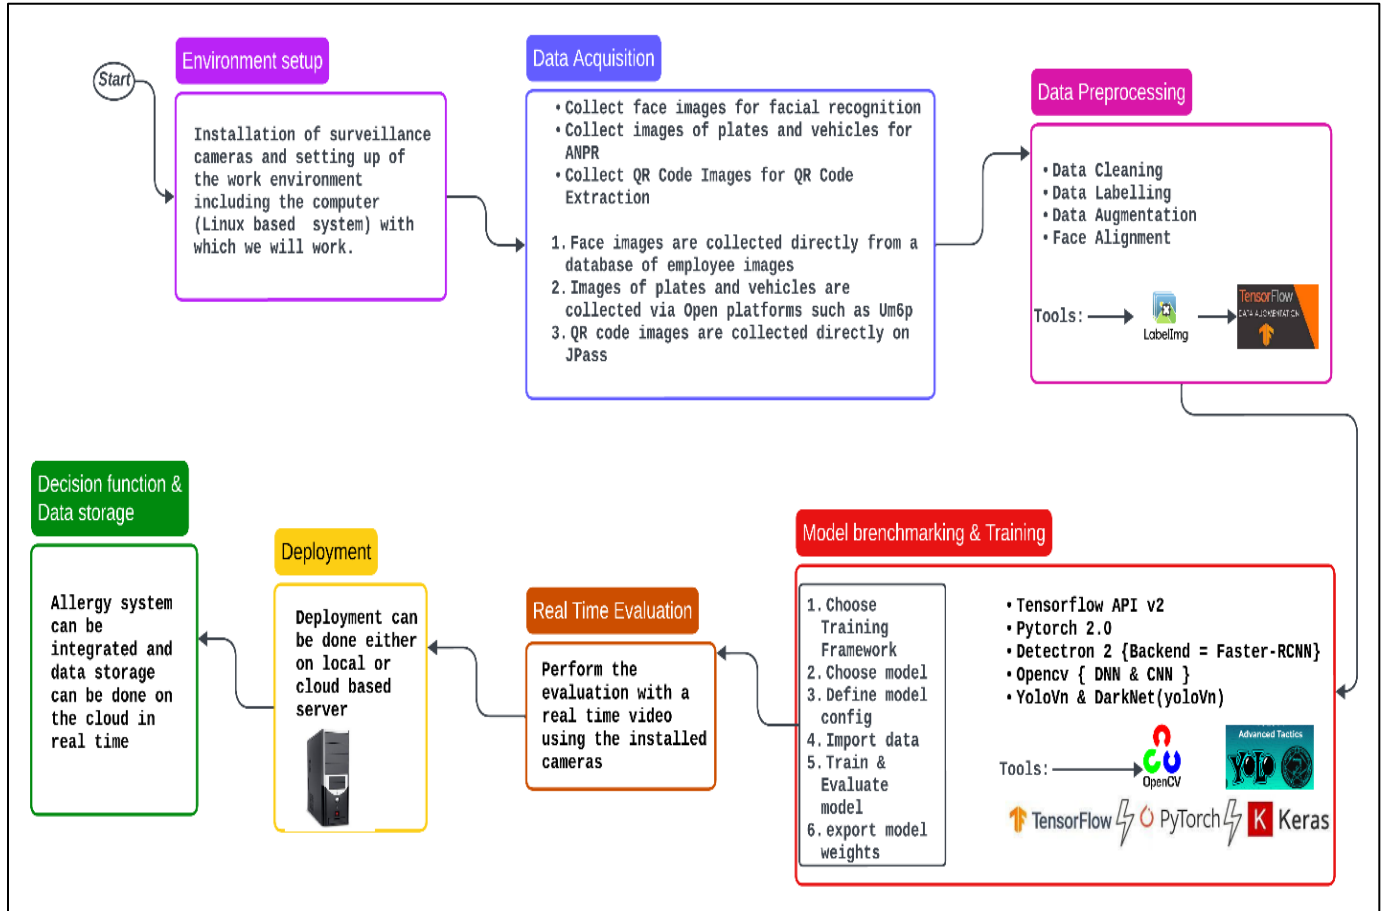 Start
Environment setup
Installation of surveillance
cameras and setting up of
the work environment
including the computer
(Linux based system) with
which we will work.
Data Acquisition
• Collect face images for facial recognition
• Collect images of plates and vehicles for
ANPR
• Collect QR Code Images for QR Code
Extraction
1. Face images are collected directly from a
database of employee images
2. Images of plates and vehicles are
collected via Open platforms such as Um6p
3. QR code images are collected directly on
JPass
Data Preprocessing
• Data Cleaning
• Data Labelling
• Data Augmentation
• Face Alignment
Tools:
LabelImg
TensorFlow
DATA AUGMENTATION
Model brenchmarking & Training
1. Choose
Training
Framework
2. Choose model
3. Define model
config
4. Import data
5. Train &
Evaluate
model
6. export model
weights
• Tensorflow API v2
• Pytorch 2.0
• Detectron 2 {Backend = Faster-RCNN}
• Opencv { DNN & CNN }
• YoloVn & DarkNet(yoloVn)
Tools:
OpenCV
Advanced Tactics
YOLO
TensorFlow
PyTorch
K Keras
Real Time Evaluation
Perform the
evaluation with a
real time video
using the installed
cameras
Deployment
Deployment can
be done either
on local or
cloud based
server
Decision function &
Data storage
Allergy system
can be
integrated and
data storage
can be done on
the cloud in
real time